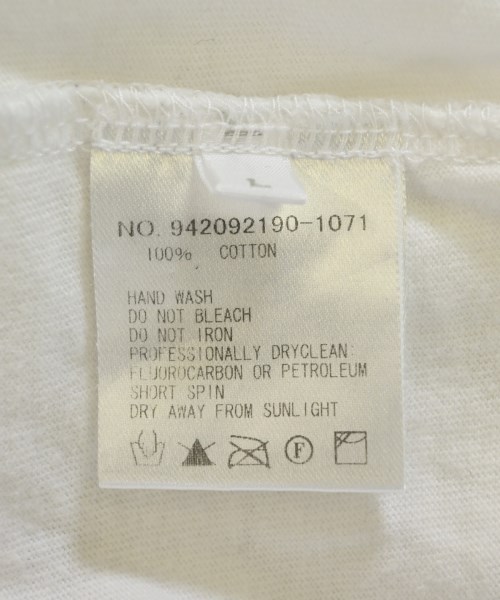 L
NO. 942092190-1071
100% COTTON
HAND WASH
DO NOT BLEACH
DO NOT IRON
PROFESSIONALLY DRYCLEAN:
FLUOROCARBON OR PETROLEUM
SHORT SPIN
DRY AWAY FROM SUNLIGHT
F